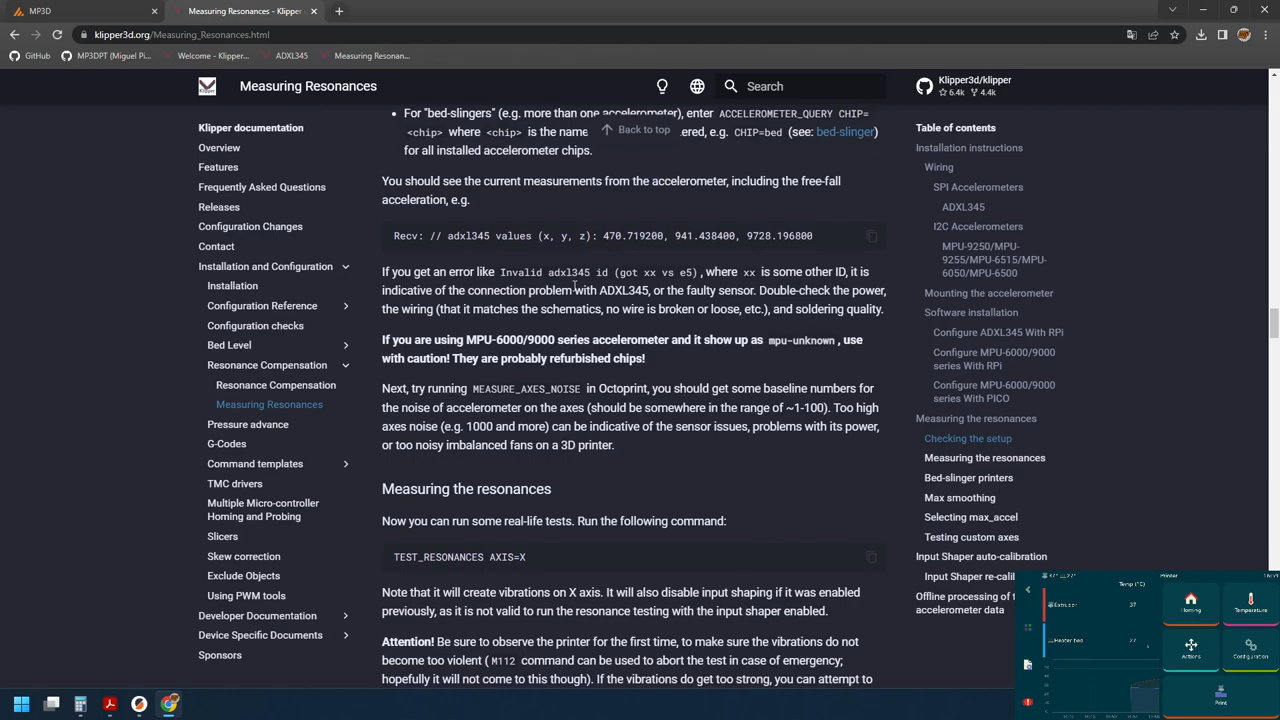 MP3D
Measuring Resonances - Klipper
klipper3d.org/Measuring_Resonances.html
GitHub
MP3DPT (Miguel Pi...
Welcome - Klipper...
ADXL345
Measuring Resonan...
Measuring Resonances
Search
Klipper3d/klipper
6.4k 4.4k
Klipper documentation
Overview
Features
Frequently Asked Questions
Releases
Configuration Changes
Contact
Installation and Configuration
Installation
Configuration Reference
Configuration checks
Bed Level
Resonance Compensation
Resonance Compensation
Measuring Resonances
Pressure advance
G-Codes
Command templates
TMC drivers
Multiple Micro-controller
Homing and Probing
Slicers
Skew correction
Exclude Objects
Using PWM tools
Developer Documentation
Device Specific Documents
Sponsors
For "bed-slingers" (e.g. more than one accelerometer), enter ACCELEROMETER_QUERY CHIP=
<chip> where <chip> is the name
Back to top
ered, e.g. CHIP=bed (see: bed-slinger)
for all installed accelerometer chips.
You should see the current measurements from the accelerometer, including the free-fall
acceleration, e.g.
Recv: // adxl345 values (x, y, z): 470.719200, 941.438400, 9728.196800
If you get an error like Invalid adxl345 id (got xx vs e5), where xx is some other ID, it is
indicative of the connection problem with ADXL345, or the faulty sensor. Double-check the power,
the wiring (that it matches the schematics, no wire is broken or loose, etc.), and soldering quality.
If you are using MPU-6000/9000 series accelerometer and it show up as mpu-unknown, use
with caution! They are probably refurbished chips!
Next, try running MEASURE_AXES_NOISE in Octoprint, you should get some baseline numbers for
the noise of accelerometer on the axes (should be somewhere in the range of ~1-100). Too high
axes noise (e.g. 1000 and more) can be indicative of the sensor issues, problems with its power,
or too noisy imbalanced fans on a 3D printer.
Measuring the resonances
Now you can run some real-life tests. Run the following command:
TEST_RESONANCES AXIS=X
Note that it will create vibrations on X axis. It will also disable input shaping if it was enabled
previously, as it is not valid to run the resonance testing with the input shaper enabled.
Attention! Be sure to observe the printer for the first time, to make sure the vibrations do not
become too violent ( M112 command can be used to abort the test in case of emergency;
hopefully it will not come to this though). If the vibrations do get too strong, you can attempt to
Table of contents
Installation instructions
Wiring
SPI Accelerometers
ADXL345
I2C Accelerometers
MPU-9250/MPU-
9255/MPU-6515/MPU-
6050/MPU-6500
Mounting the accelerometer
Software installation
Configure ADXL345 With RPi
Configure MPU-6000/9000
series With RPi
Configure MPU-6000/9000
series With PICO
Measuring the resonances
Checking the setup
Measuring the resonances
Bed-slinger printers
Max smoothing
Selecting max_accel
Testing custom axes
Input Shaper auto-calibration
Input Shaper re-cali
Offline processing of t
accelerometer data
Printer
Temp (°C)
Extruder 37
Heater bed 27
Homing
Temperature
Actions
Configuration
Print